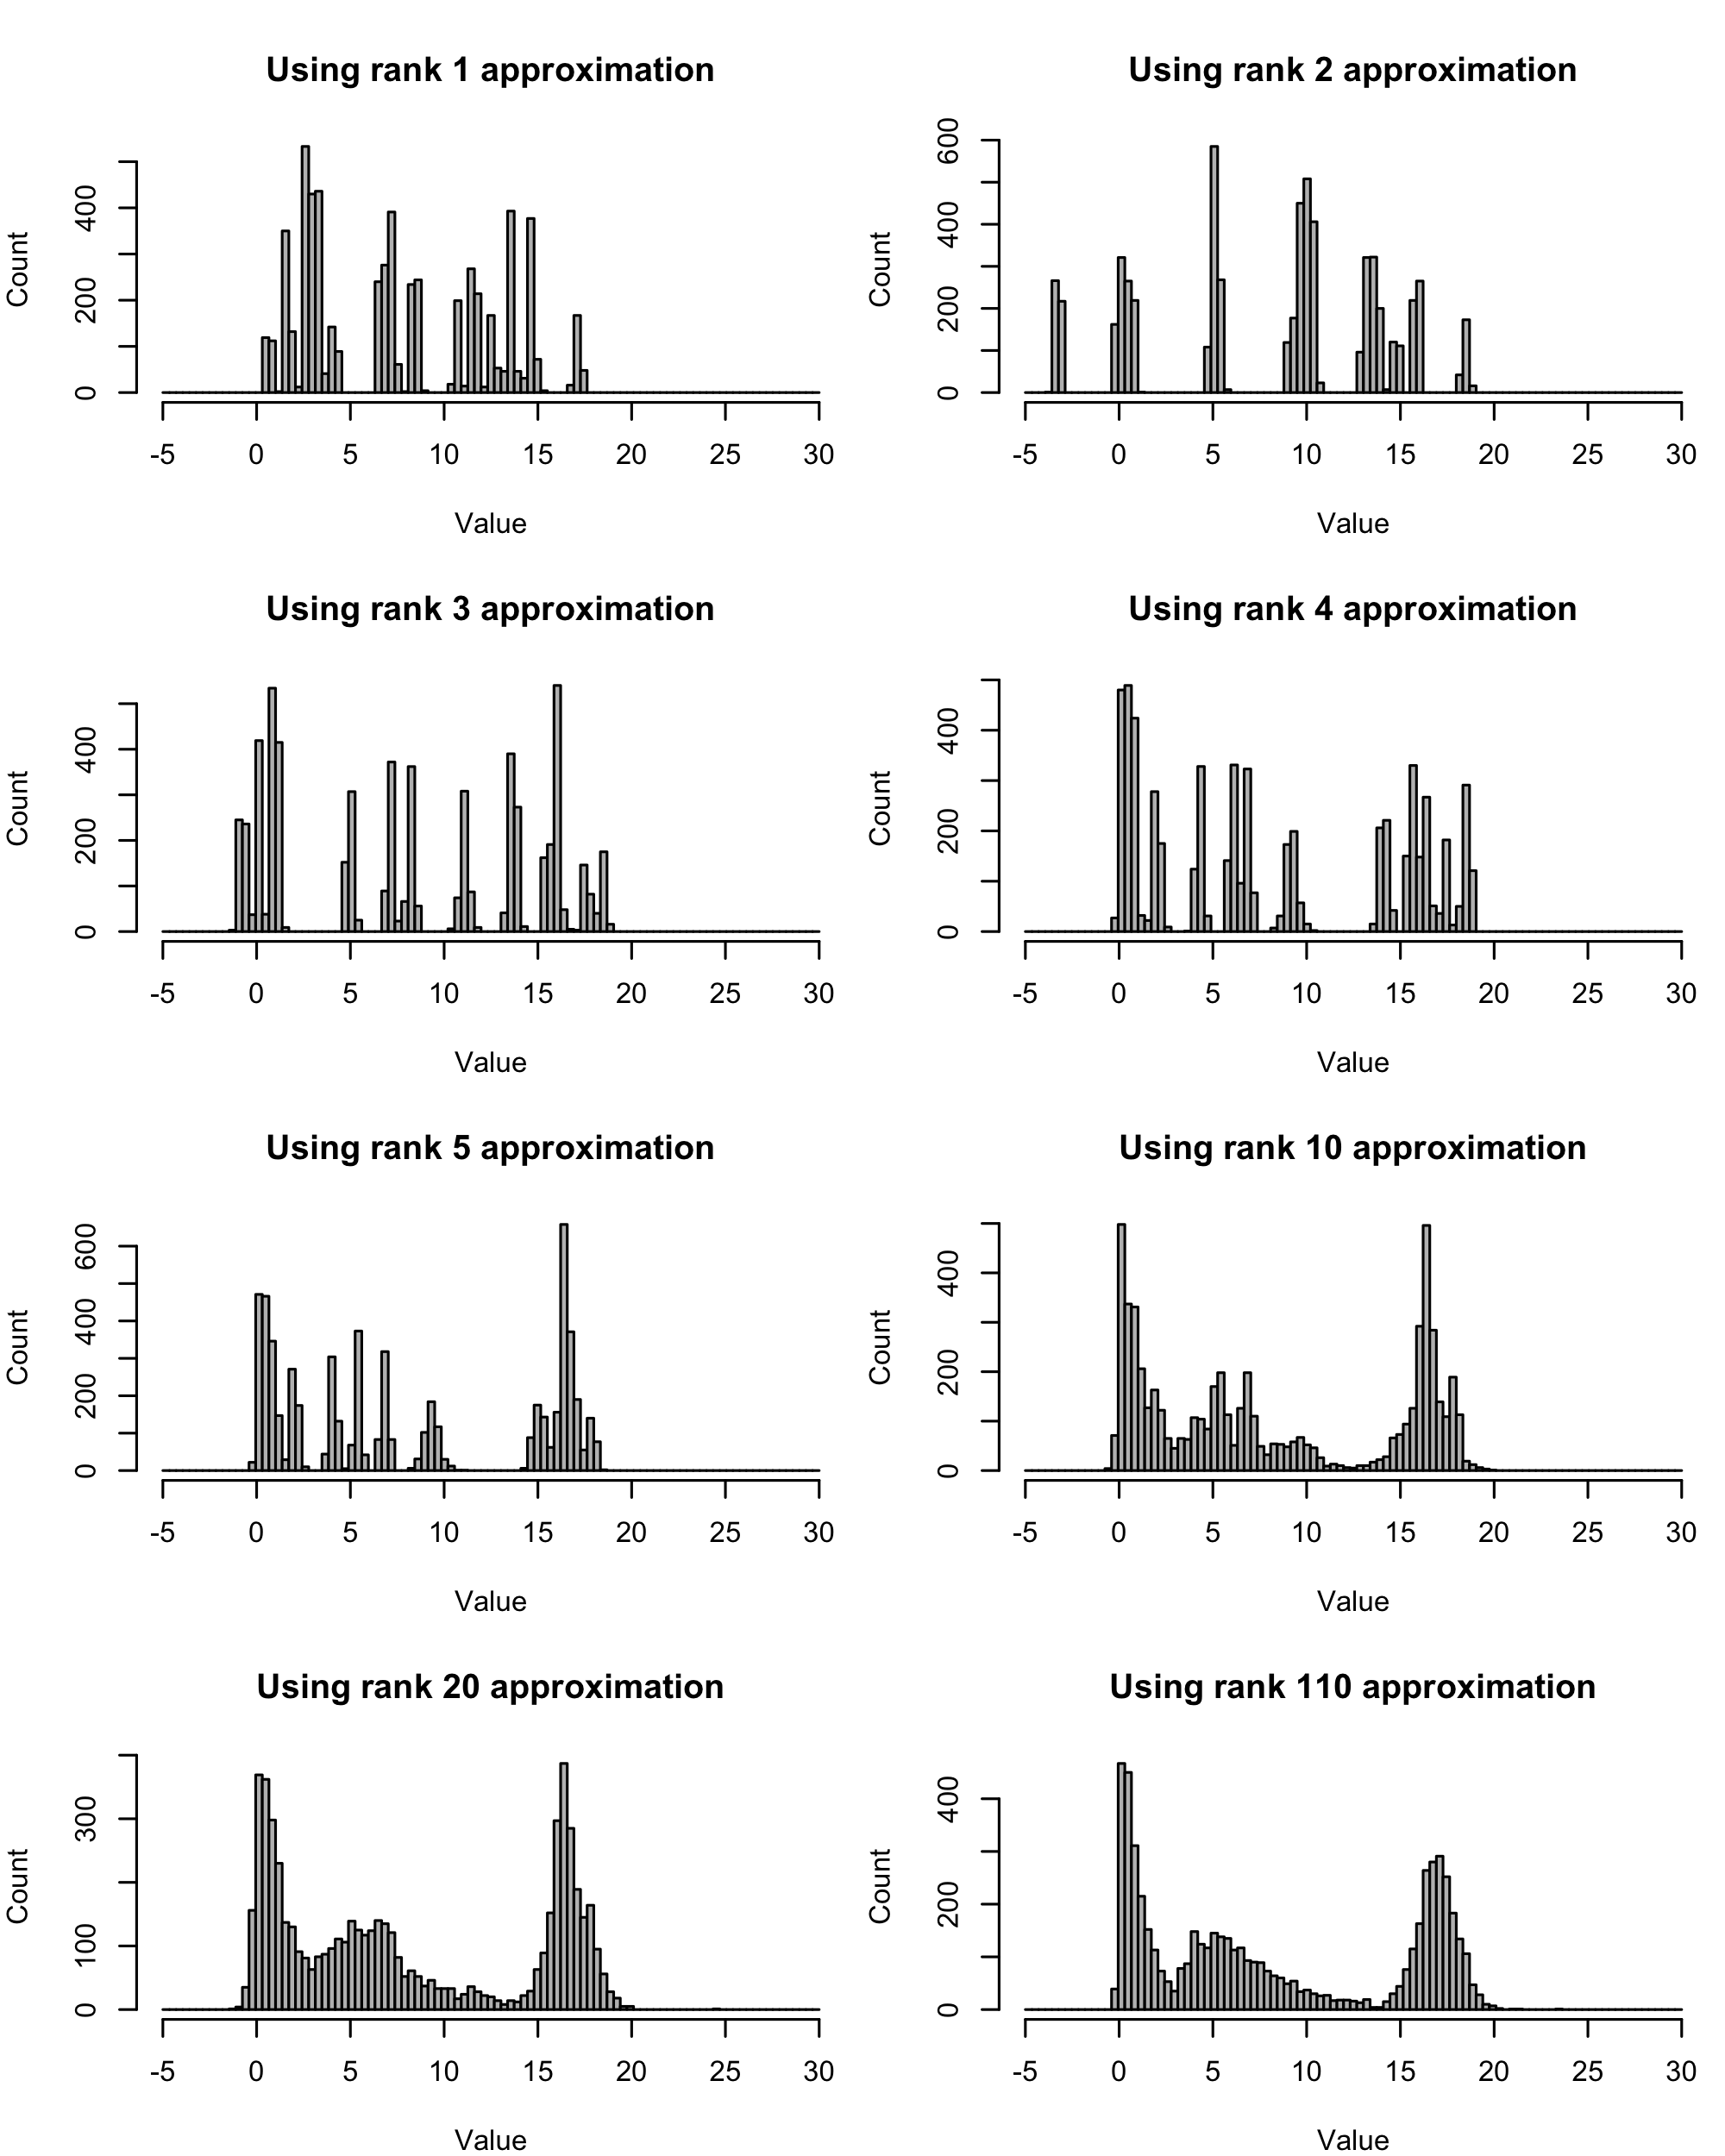 Using rank 1 approximation
Count
0 200 400
-5 0 5 10 15 20 25 30
Value
Using rank 2 approximation
Count
0 200 400 600
-5 0 5 10 15 20 25 30
Value
Using rank 3 approximation
Count
0 200 400
-5 0 5 10 15 20 25 30
Value
Using rank 4 approximation
Count
0 200 400
-5 0 5 10 15 20 25 30
Value
Using rank 5 approximation
Count
0 200 400 600
-5 0 5 10 15 20 25 30
Value
Using rank 10 approximation
Count
0 200 400
-5 0 5 10 15 20 25 30
Value
Using rank 20 approximation
Count
0 100 300
-5 0 5 10 15 20 25 30
Value
Using rank 110 approximation
Count
0 200 400
-5 0 5 10 15 20 25 30
Value